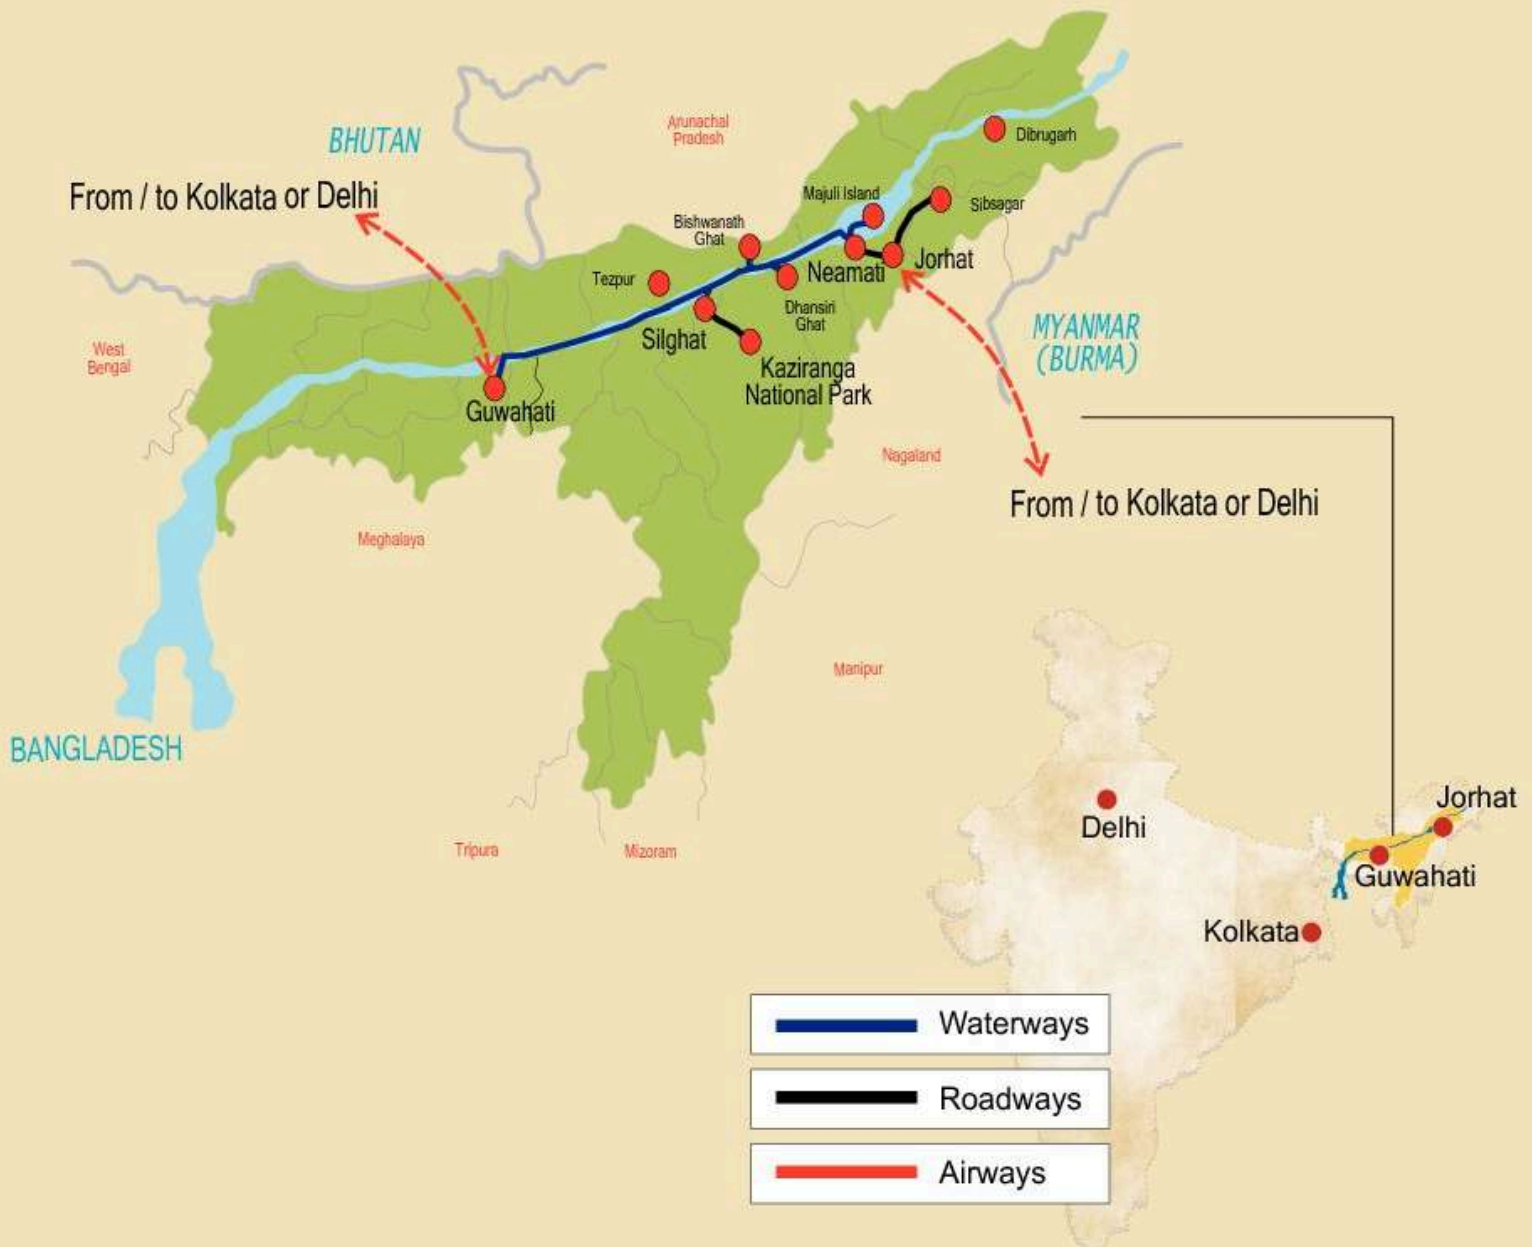 Arunachal
Pradesh
BHUTAN
Dibrugarh
From / to Kolkata or Delhi
Majuli Island
Sibsagar
Bishwanath
Ghat
Tezpur
Neamati
Jorhat
Dhansiri
Ghat
Silghat
MYANMAR
(BURMA)
West
Bengal
Kaziranga
National Park
Guwahati
Nagaland
From / to Kolkata or Delhi
Meghalaya
Manipur
BANGLADESH
Tripura
Mizoram
Jorhat
Delhi
Guwahati
Kolkata
Waterways
Roadways
Airways